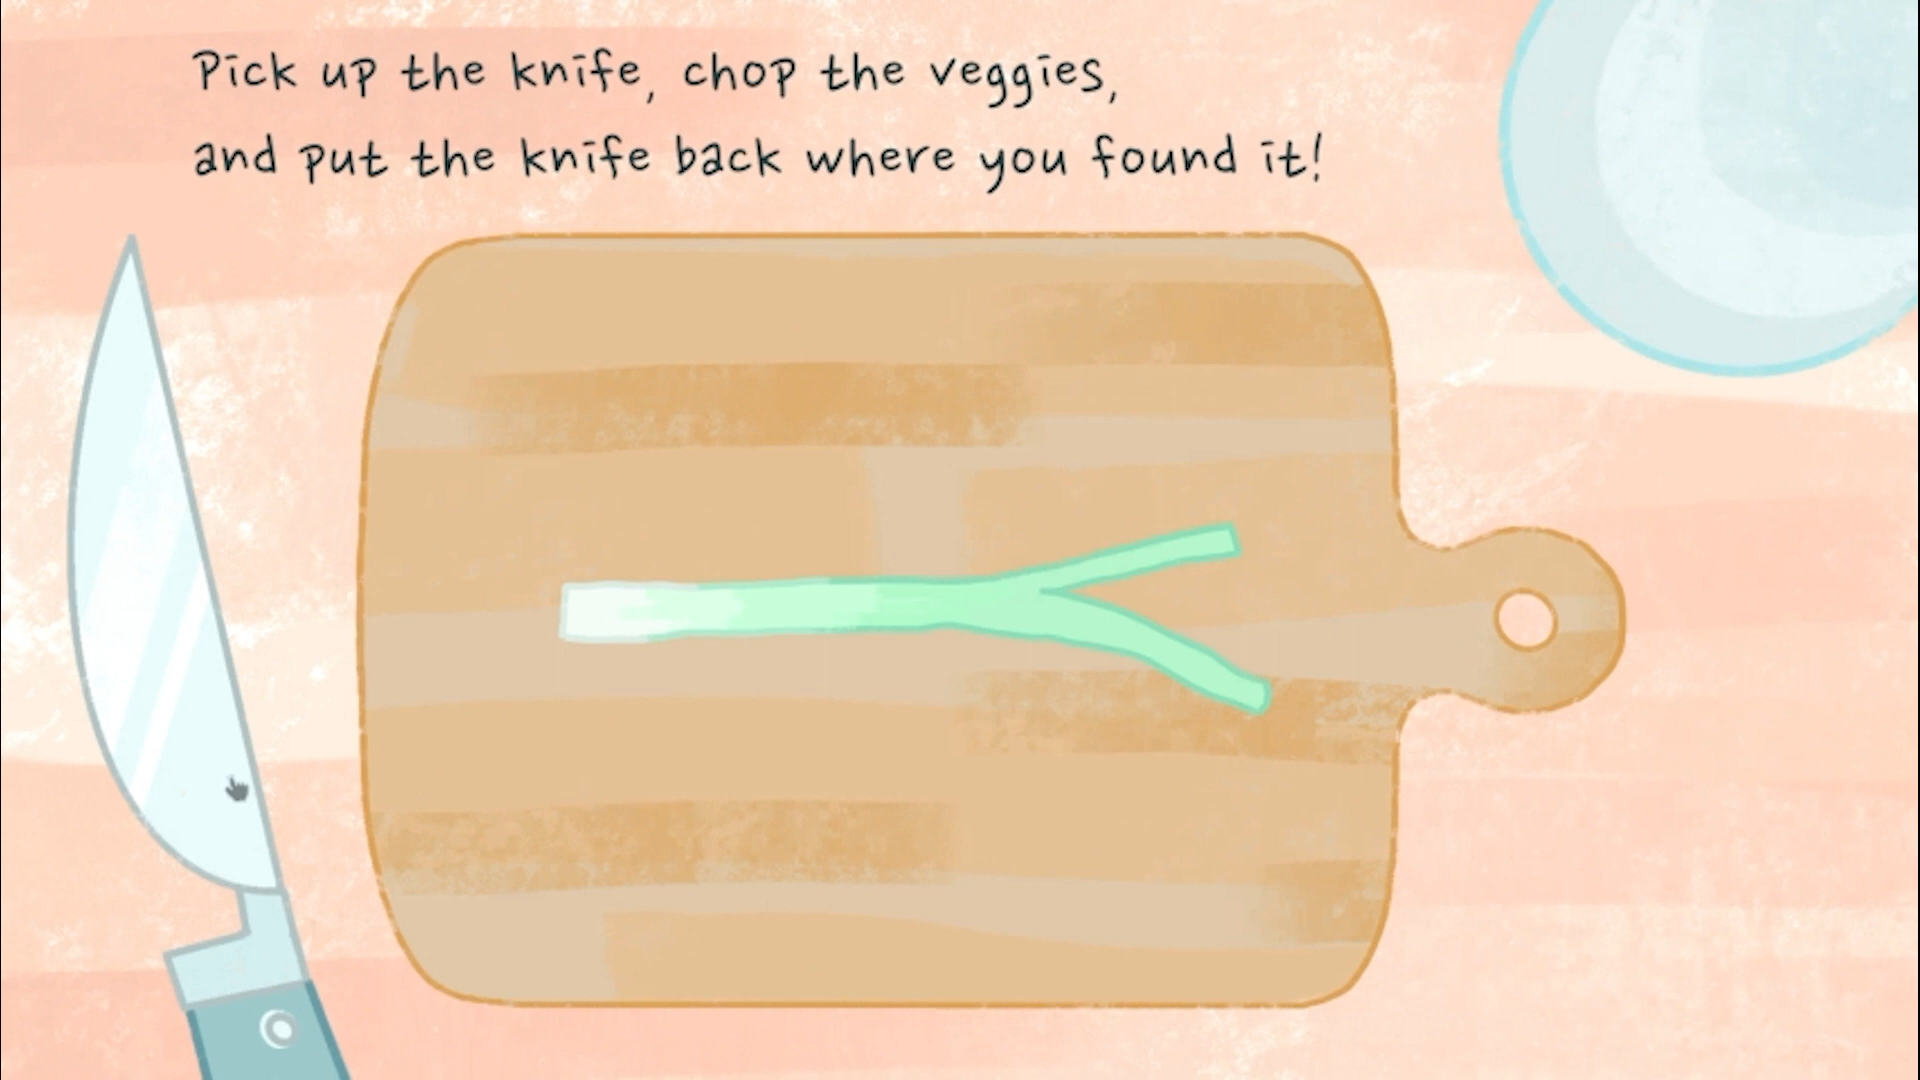 Pick up the knife, chop the veggies,
and put the knife back where you found it!